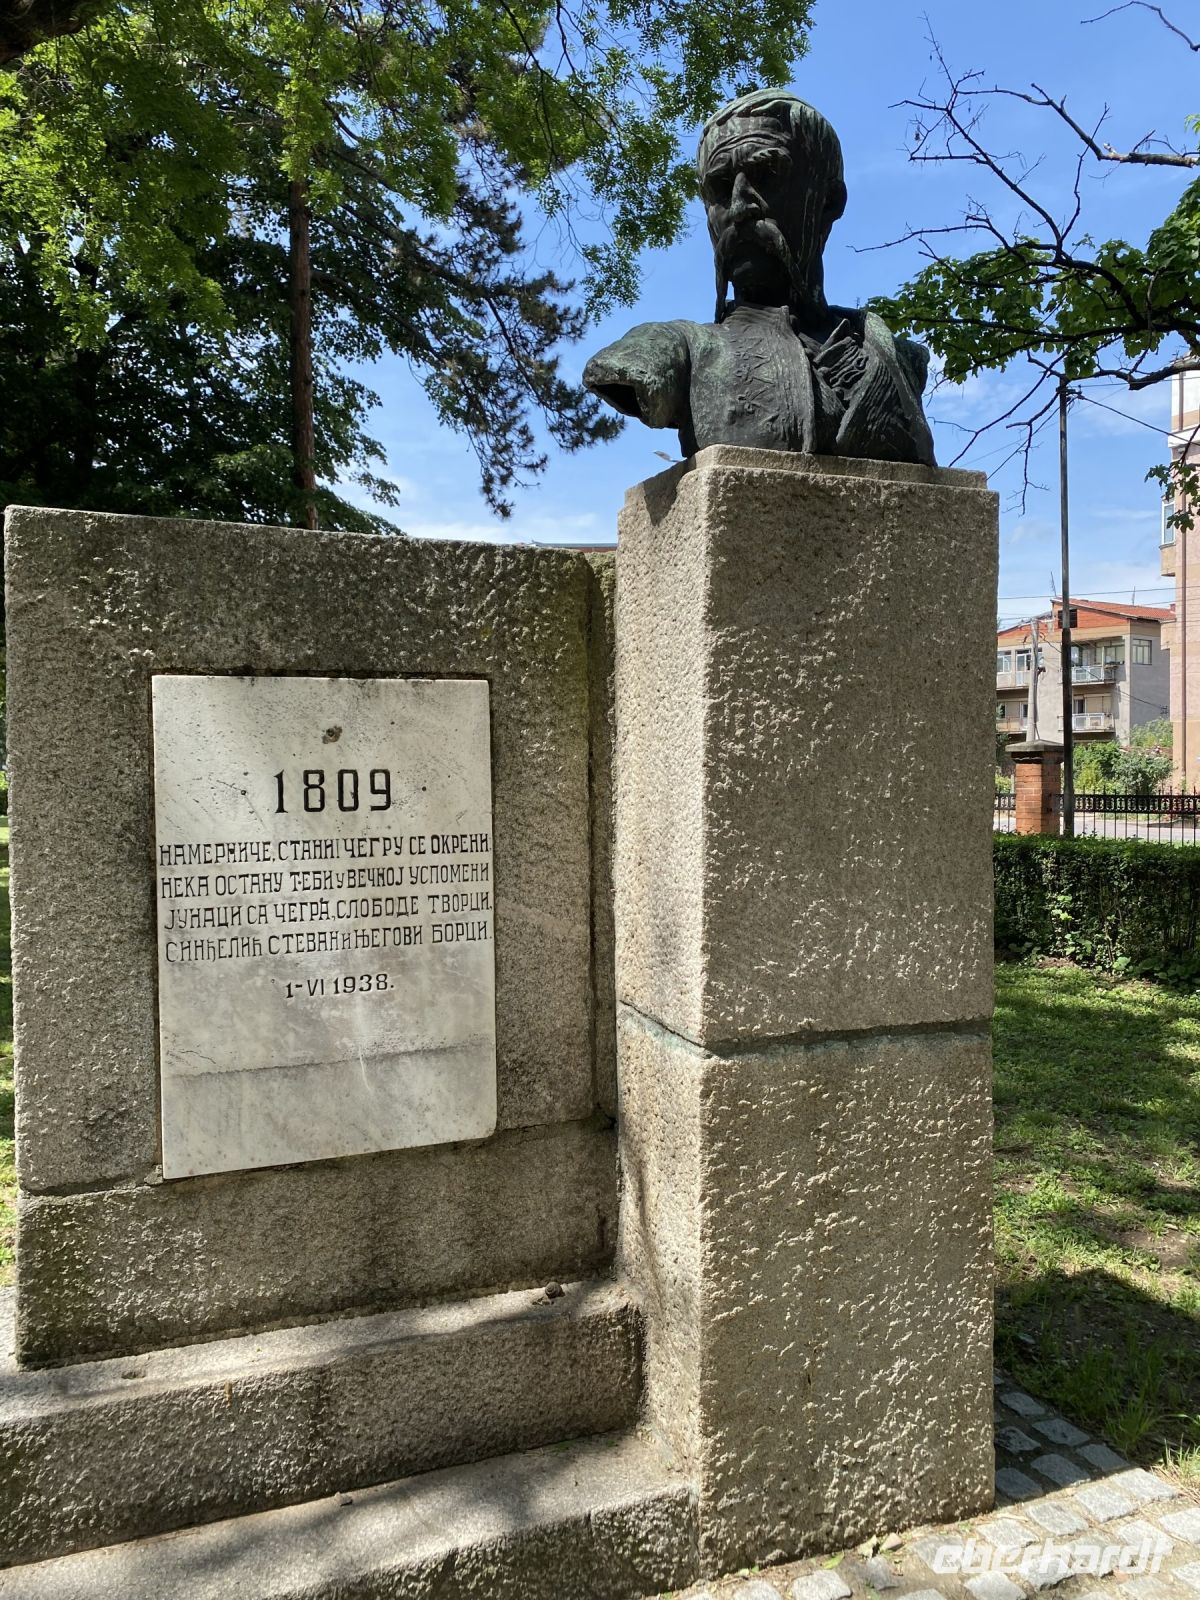 1809
НАМЕРНИЧЕ, СТАНИ! ЧЕГРУ СЕ ОКРЕНИ.
НЕКА ОСТАНУ ТЕБИ У ВЕЧНОЈ УСПОМЕНИ
ЈУНАЦИ СА ЧЕГРА, СЛОБОДЕ ТВОРЦИ.
СИНЂЕЛИЋ СТЕВАН И ЊЕГОВИ БОРЦИ.
1-VI 1938.
eberhardt